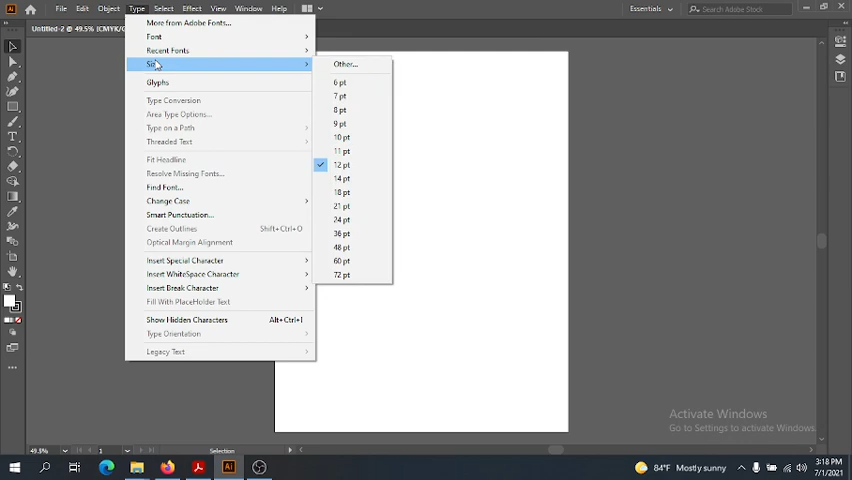 Ai File Edit Object Type Select Effect View Window Help Essentials Search Adobe Stock
Untitled-2 @ 49.5% (CMYK/G
More from Adobe Fonts...
Font
Recent Fonts
Glyphs
Type Conversion
Area Type Options...
Type on a Path
Threaded Text
Fit Headline
Resolve Missing Fonts...
Find Font...
Change Case
Smart Punctuation...
Create Outlines Shift+Ctrl+O
Optical Margin Alignment
Insert Special Character
Insert WhiteSpace Character
Insert Break Character
Fill With PlaceHolder Text
Show Hidden Characters Alt+Ctrl+I
Type Orientation
Legacy Text
Other...
6 pt
7 pt
8 pt
9 pt
10 pt
11 pt
12 pt
14 pt
18 pt
21 pt
24 pt
36 pt
48 pt
60 pt
72 pt
Activate Windows
Go to Settings to activate Windows.
49.5% 1 Selection
Ai 84°F Mostly sunny 3:18 PM
7/1/2021